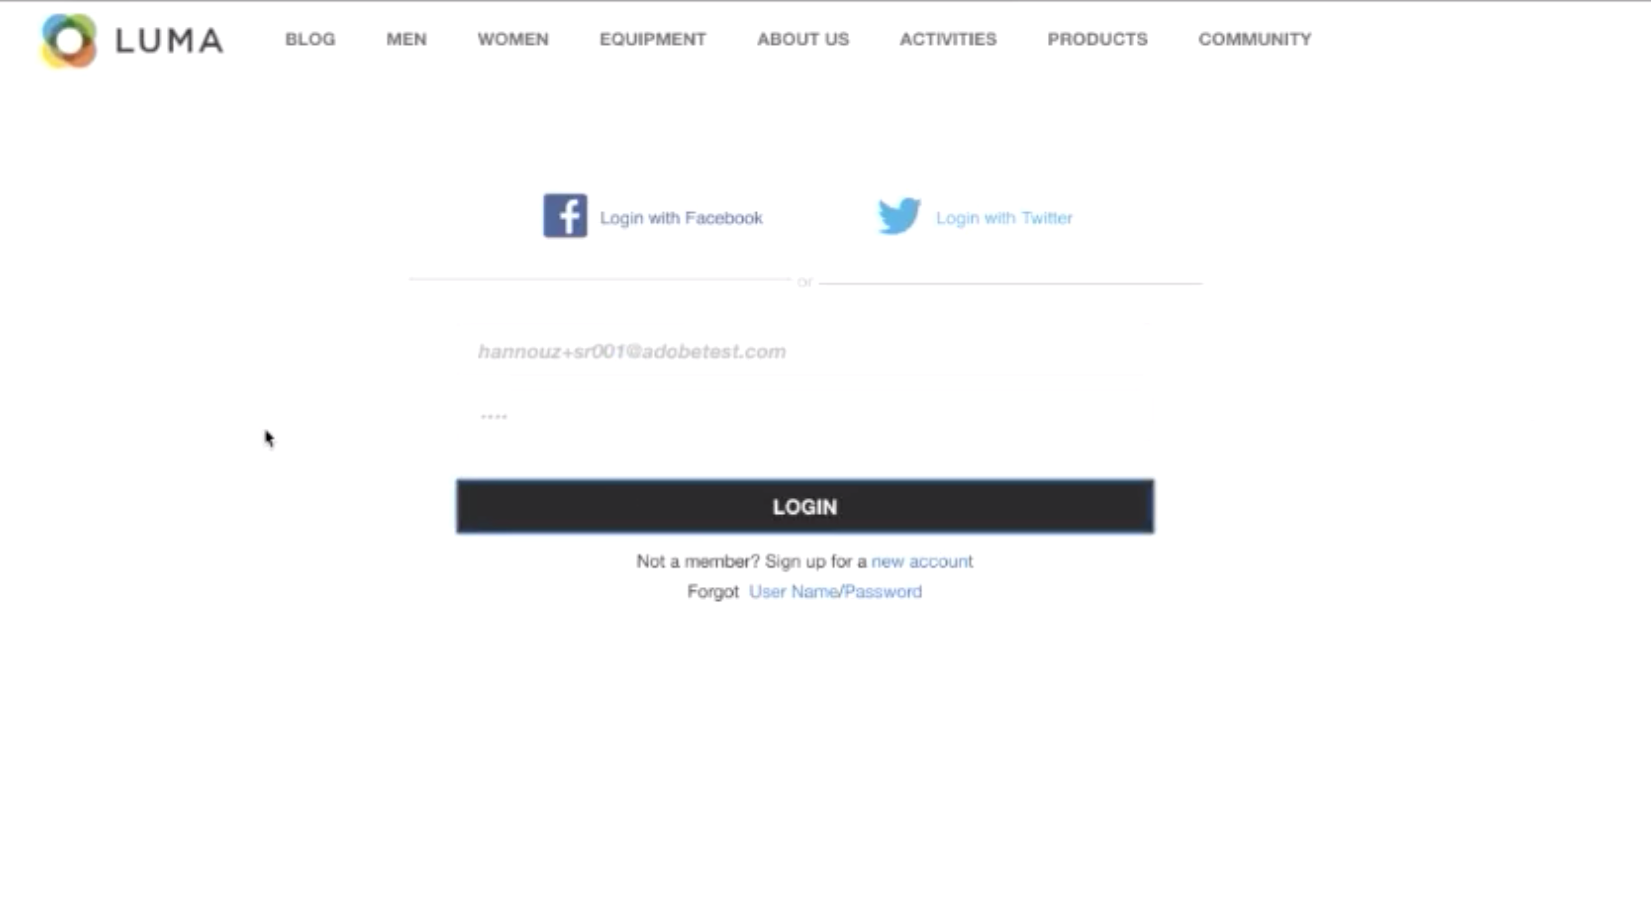 LUMA BLOG MEN WOMEN EQUIPMENT ABOUT US ACTIVITIES PRODUCTS COMMUNITY
Login with Facebook Login with Twitter
or
hannouz+sr001@adobetest.com
••••
LOGIN
Not a member? Sign up for a new account
Forgot User Name/Password